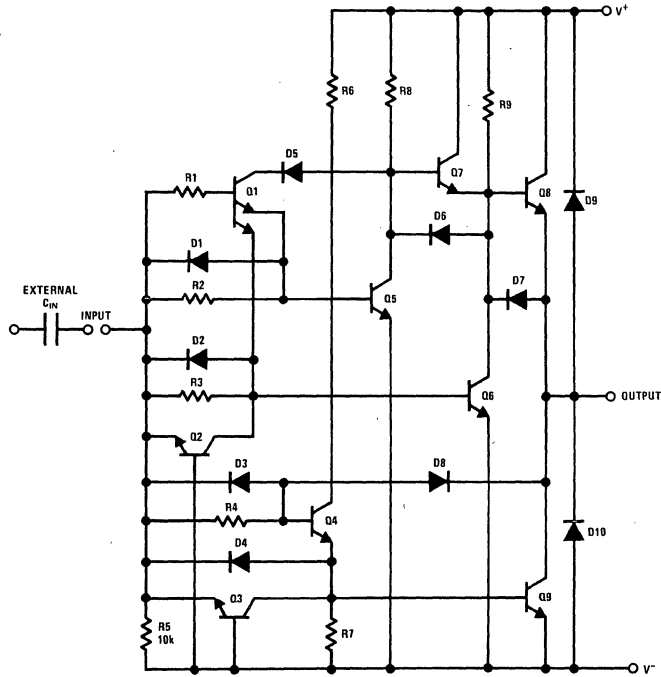 V+
R6
R8
R9
D5
R1
Q1
Q7
Q8
D9
D1
D6
EXTERNAL
CIN
INPUT
R2
Q5
D7
D2
R3
Q6
OUTPUT
Q2
D3
D8
R4
Q4
D10
D4
Q3
Q9
R5
10k
R7
V−